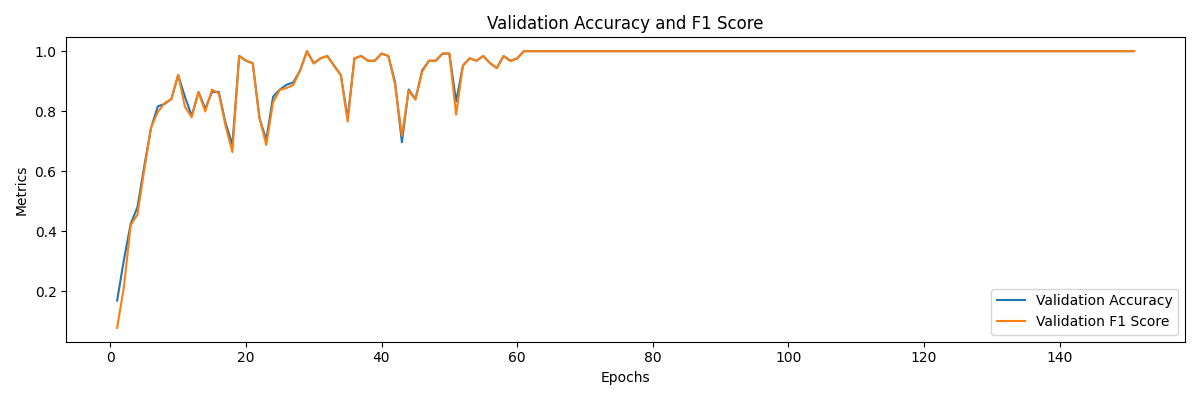 Validation Accuracy and F1 Score
1.0
0.8
0.6
0.4
0.2
Metrics
0 20 40 60 80 100 120 140
Epochs
Validation Accuracy
Validation F1 Score